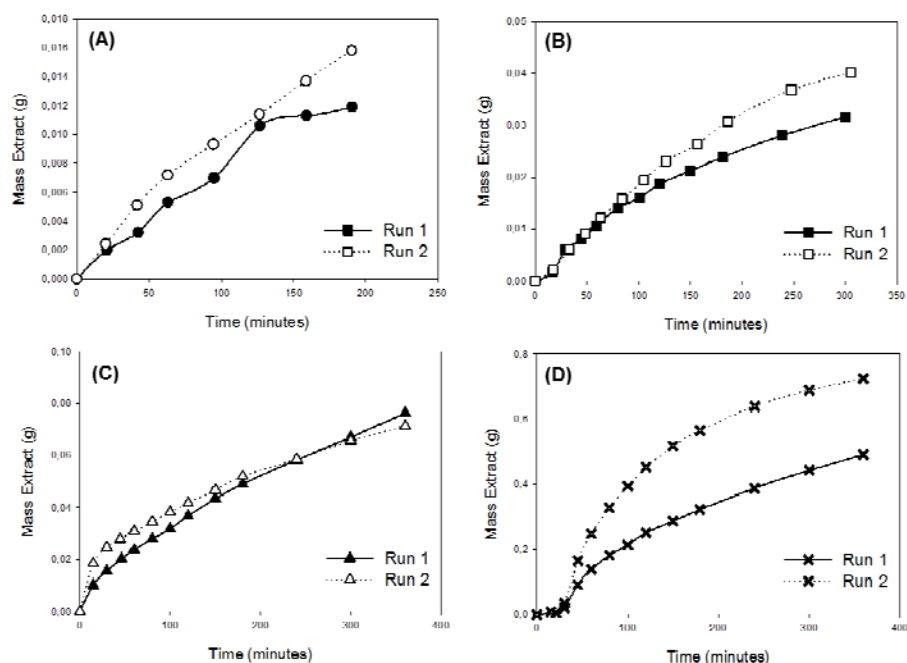 (A)
Mass Extract (g)
0,018
0,016
0,014
0,012
0,010
0,008
0,006
0,004
0,002
0,000
Run 1
Run 2
0 50 100 150 200 250
Time (minutes)
(B)
Mass Extract (g)
0,05
0,04
0,03
0,02
0,01
0,00
Run 1
Run 2
0 50 100 150 200 250 300 350
Time (minutes)
(C)
Mass Extract (g)
0,10
0,08
0,06
0,04
0,02
0,00
Run 1
Run 2
0 100 200 300 400
Time (minutes)
(D)
Mass Extract (g)
0,8
0,6
0,4
0,2
0,0
Run 1
Run 2
0 100 200 300 400
Time (minutes)